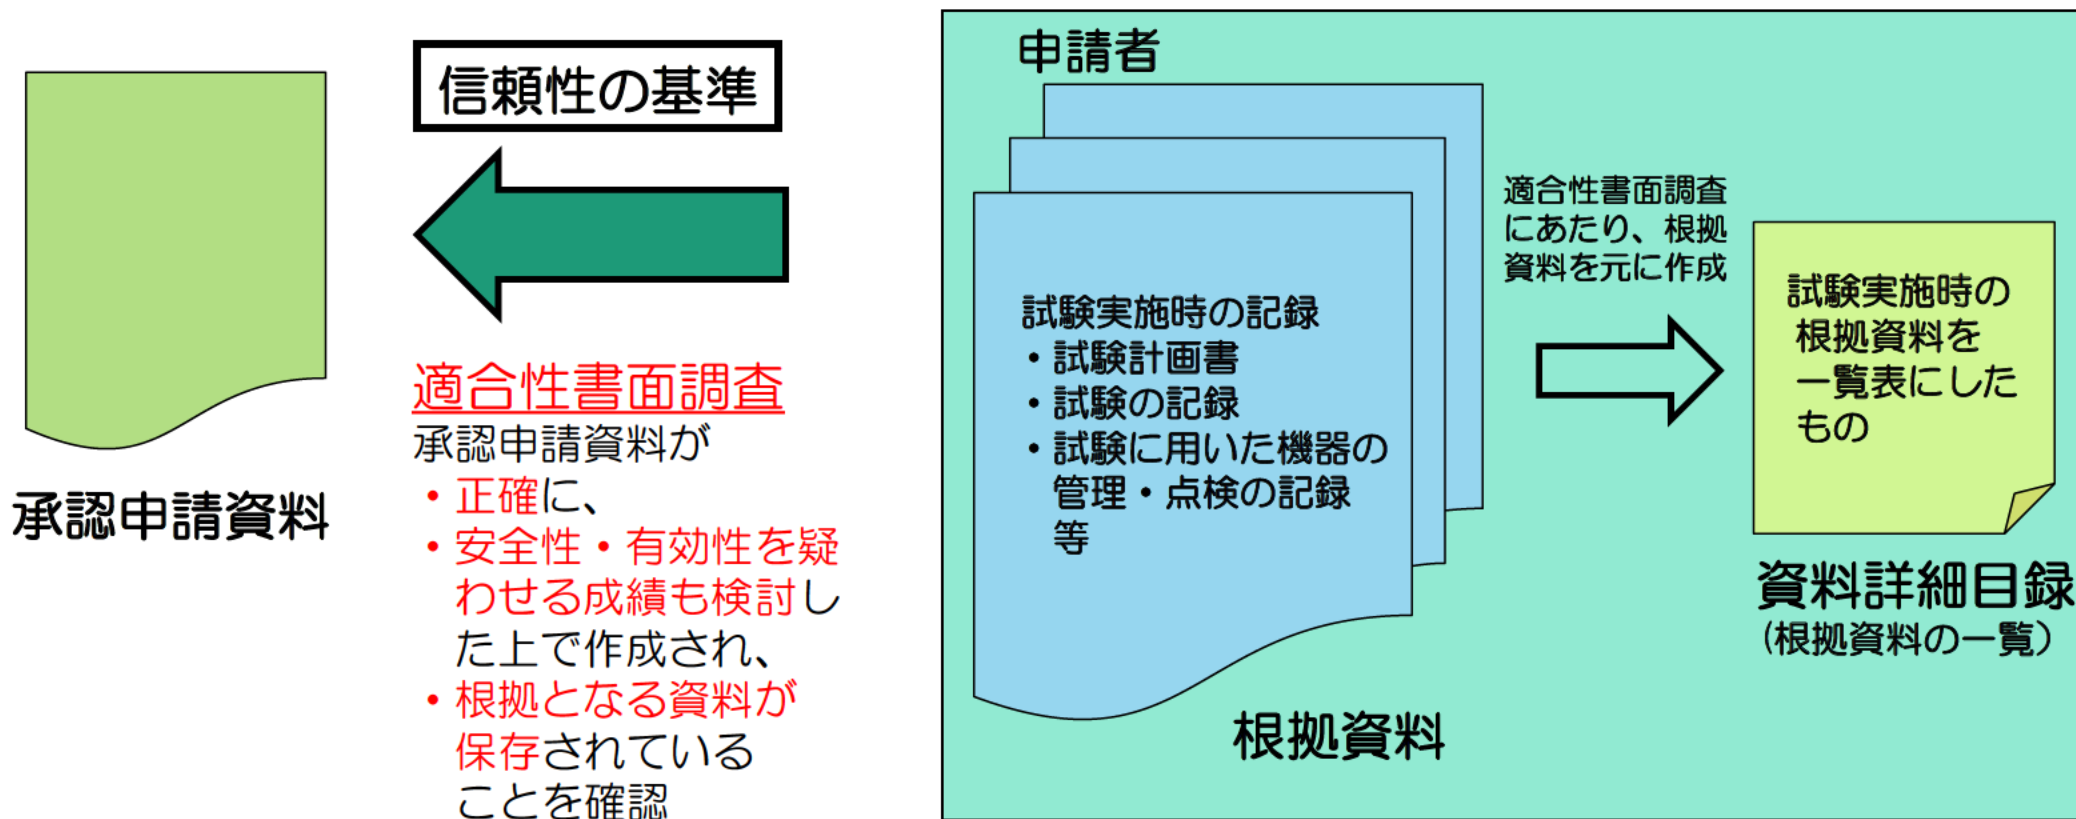 承認申請資料
信頼性の基準
適合性書面調査
承認申請資料が
・正確に、
・安全性・有効性を疑
わせる成績も検討し
た上で作成され、
・根拠となる資料が
保存されている
ことを確認
申請者
試験実施時の記録
・試験計画書
・試験の記録
・試験に用いた機器の
管理・点検の記録
等
根拠資料
適合性書面調査
にあたり、根拠
資料を元に作成
試験実施時の
根拠資料を
一覧表にした
もの
資料詳細目録
（根拠資料の一覧）